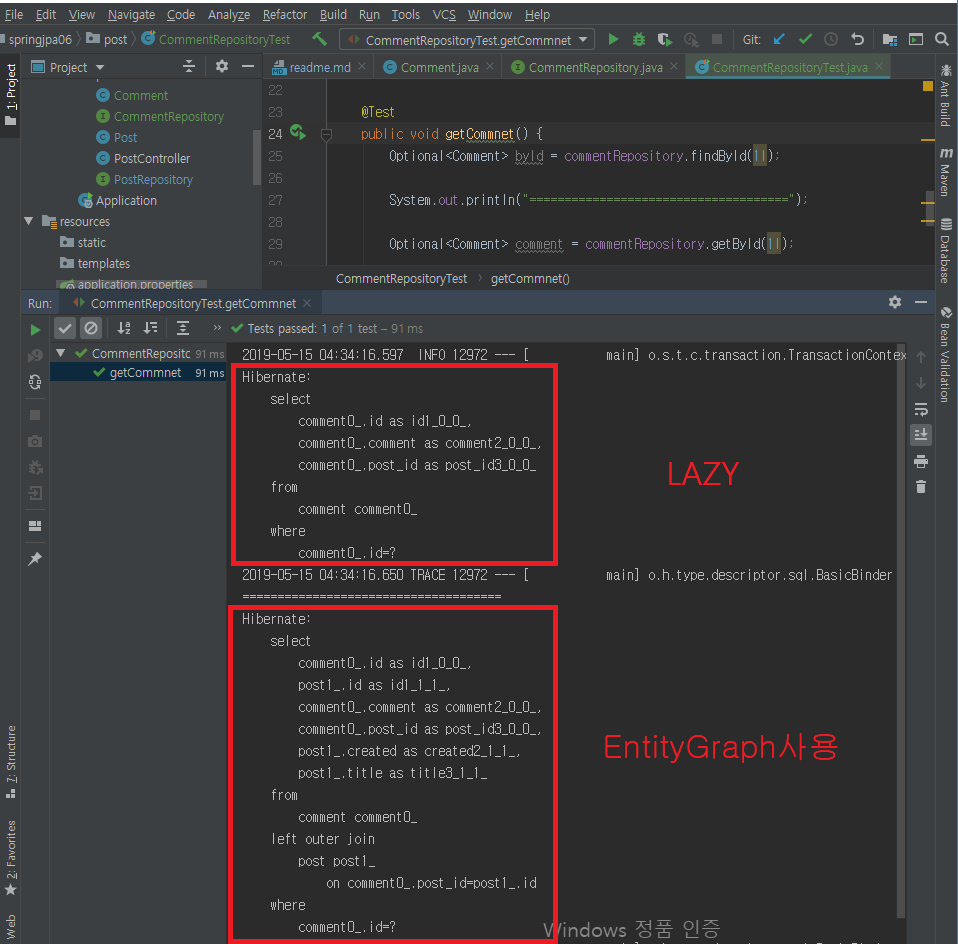 File Edit View Navigate Code Analyze Refactor Build Run Tools VCS Window Help
springjpa06 post CommentRepositoryTest CommentRepositoryTest.getCommnet Git:
1: Project
Project
readme.md Comment.java CommentRepository.java CommentRepositoryTest.java
Comment
CommentRepository
Post
PostController
PostRepository
Application
resources
static
templates
application.properties
22
23 @Test
24 public void getCommnet() {
25 Optional<Comment> byId = commentRepository.findById(1l);
26
27 System.out.println("=====================================");
28
29 Optional<Comment> comment = commentRepository.getById(1l);
CommentRepositoryTest getCommnet()
Ant Build
Maven
Database
Bean Validation
Run: CommentRepositoryTest.getCommnet
Tests passed: 1 of 1 test – 91 ms
CommentRepositc 91 ms
getCommnet 91 ms
2019-05-15 04:34:16.597 INFO 12972 --- [ main] o.s.t.c.transaction.TransactionContex
Hibernate:
select
comment0_.id as id1_0_0_,
comment0_.comment as comment2_0_0_,
comment0_.post_id as post_id3_0_0_
from
comment comment0_
where
comment0_.id=?
LAZY
2019-05-15 04:34:16.650 TRACE 12972 --- [ main] o.h.type.descriptor.sql.BasicBinder
=====================================
Hibernate:
select
comment0_.id as id1_0_0_,
post1_.id as id1_1_1_,
comment0_.comment as comment2_0_0_,
comment0_.post_id as post_id3_0_0_,
post1_.created as created2_1_1_,
post1_.title as title3_1_1_
from
comment comment0_
left outer join
post post1_
on comment0_.post_id=post1_.id
where
comment0_.id=?
EntityGraph사용
7: Structure
2: Favorites
Web
Windows 정품 인증